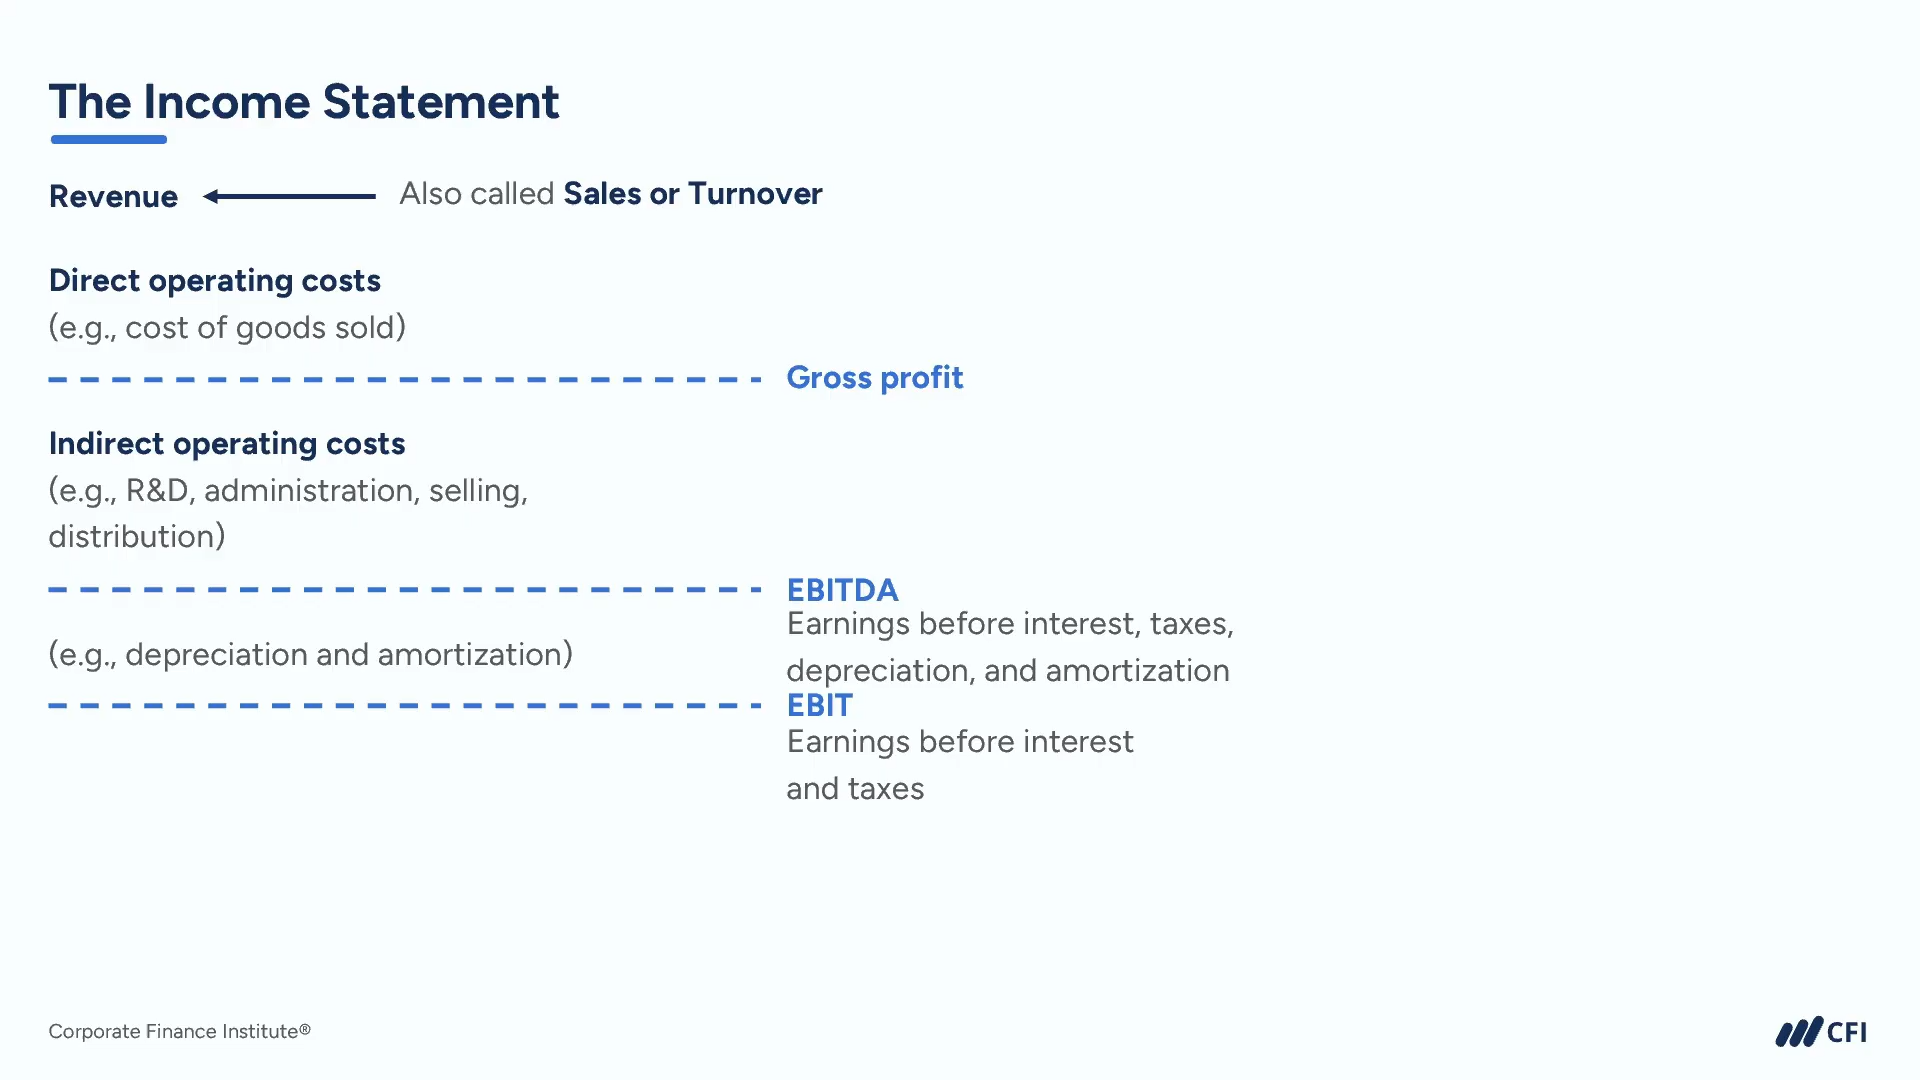 The Income Statement
Revenue
Also called Sales or Turnover
Direct operating costs
(e.g., cost of goods sold)
Gross profit
Indirect operating costs
(e.g., R&D, administration, selling,
distribution)
EBITDA
Earnings before interest, taxes,
depreciation, and amortization
(e.g., depreciation and amortization)
EBIT
Earnings before interest
and taxes
Corporate Finance Institute®
CFI